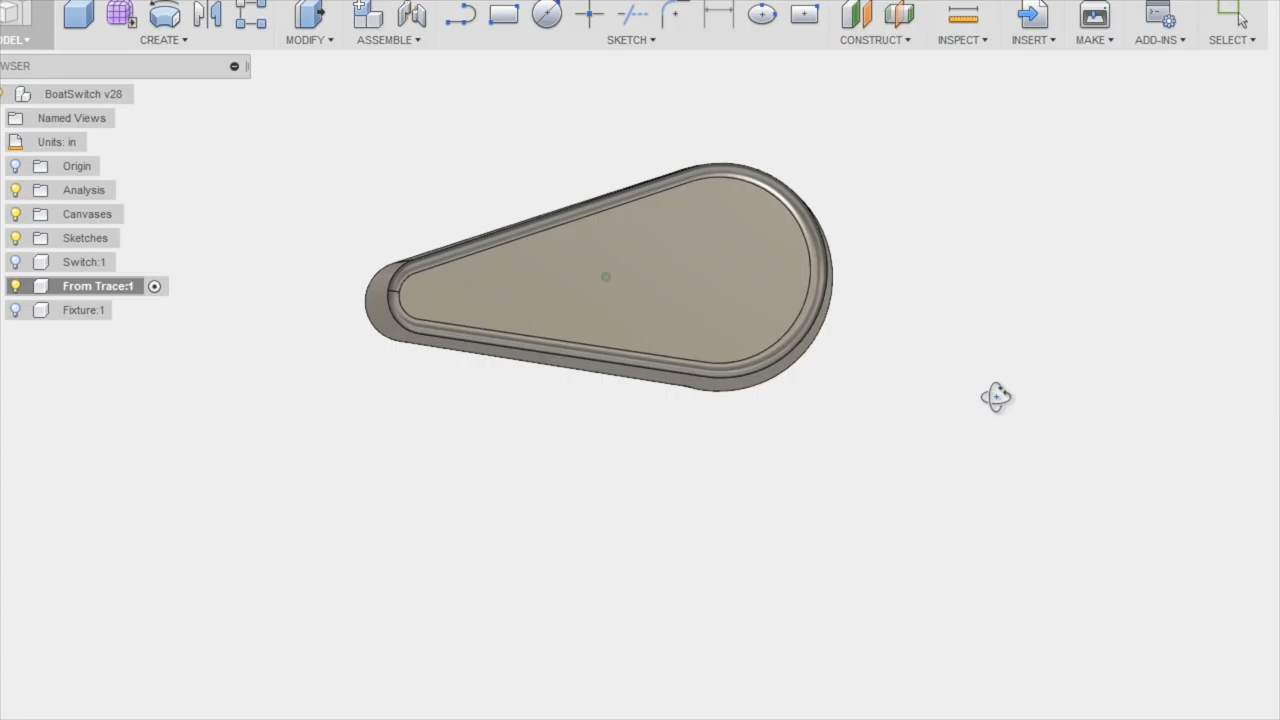 DEL▾
CREATE▾
MODIFY▾
ASSEMBLE▾
SKETCH▾
CONSTRUCT▾
INSPECT▾
INSERT▾
MAKE▾
ADD-INS▾
SELECT▾
WSER
BoatSwitch v28
Named Views
Units: in
Origin
Analysis
Canvases
Sketches
Switch:1
From Trace:1
Fixture:1